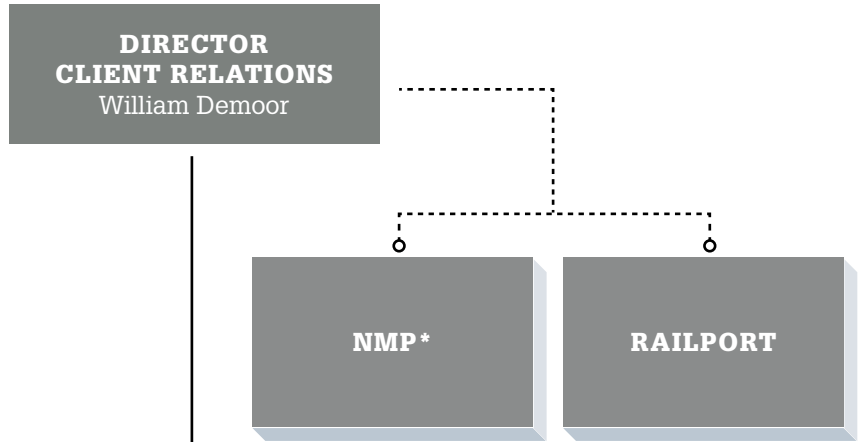 DIRECTOR
CLIENT RELATIONS
William Demoor
NMP*
RAILPORT